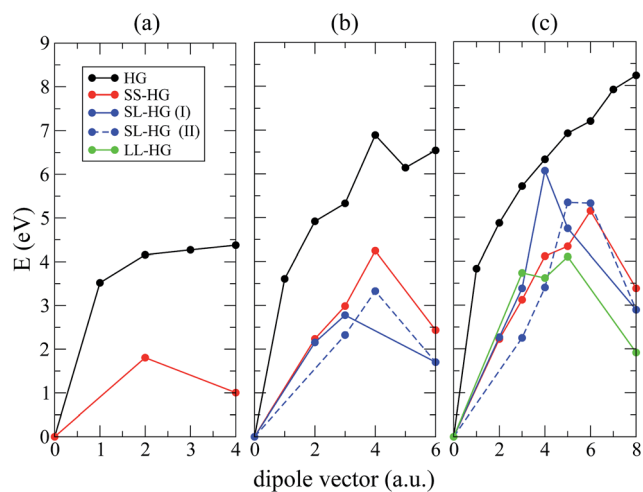 (a) (b) (c)
9
8
7
6
5
4
3
2
1
0
E (eV)
HG
SS-HG
SL-HG (I)
SL-HG (II)
LL-HG
0 1 2 3 4 0 2 4 6 0 2 4 6 8
dipole vector (a.u.)